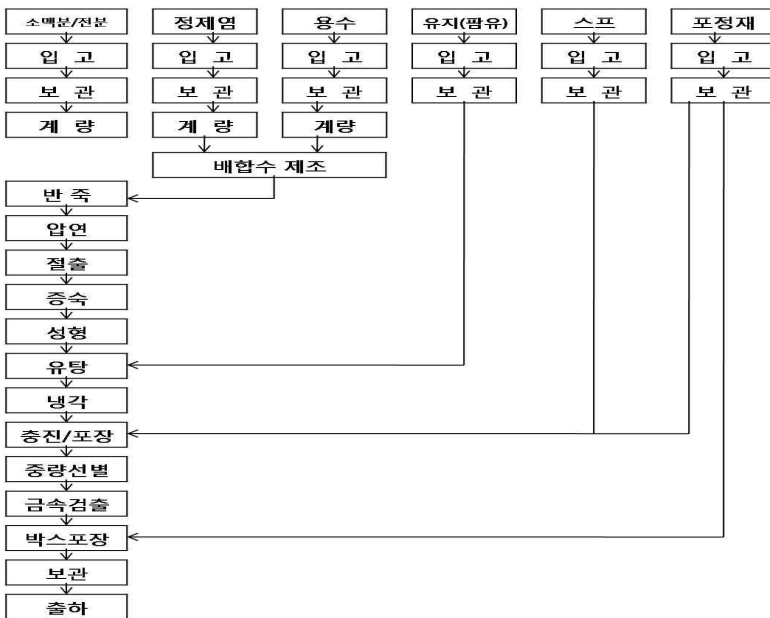 소맥분/전분 정제염 용수 유지(팜유) 스프 포정재
입 고 입 고 입 고 입 고 입 고 입 고
보 관 보 관 보 관 보 관 보 관 보 관
계 량 계 량 계량
배합수 제조
반 죽
압연
절출
증숙
성형
유탕
냉각
충진/포장
중량선별
금속검출
박스포장
보관
출하